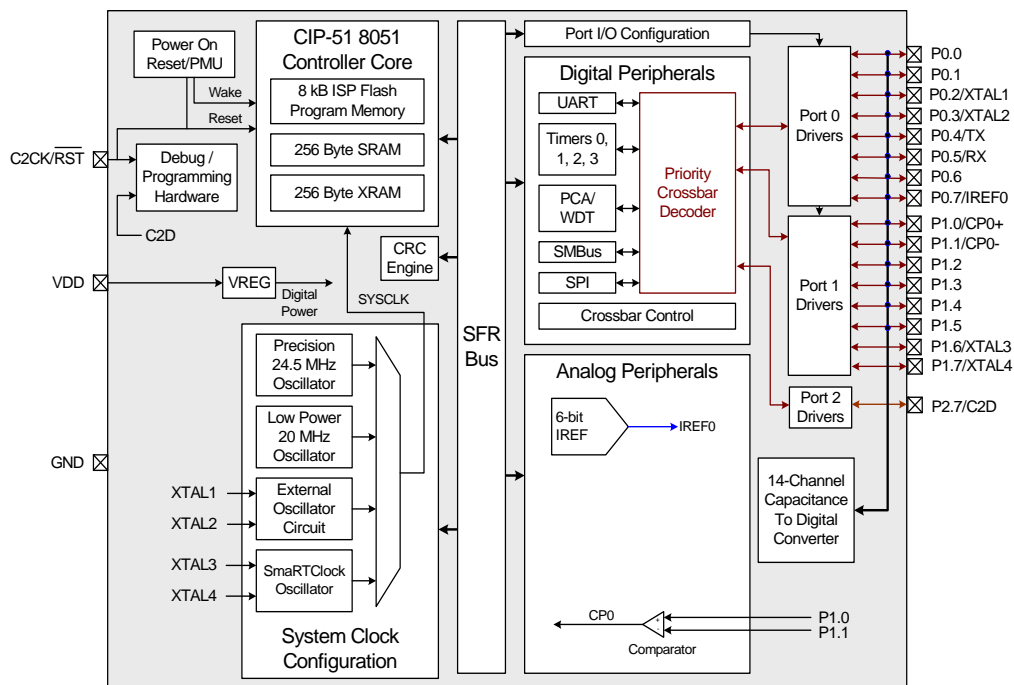 Power On
Reset/PMU
Wake
Reset
C2CK/RST
Debug /
Programming
Hardware
C2D
VDD
VREG
Digital
Power
GND
CIP-51 8051
Controller Core
8 kB ISP Flash
Program Memory
256 Byte SRAM
256 Byte XRAM
CRC
Engine
SYSCLK
Precision
24.5 MHz
Oscillator
Low Power
20 MHz
Oscillator
XTAL1
XTAL2
External
Oscillator
Circuit
XTAL3
XTAL4
SmaRTClock
Oscillator
System Clock
Configuration
SFR
Bus
Port I/O Configuration
Digital Peripherals
UART
Timers 0,
1, 2, 3
PCA/
WDT
SMBus
SPI
Priority
Crossbar
Decoder
Crossbar Control
Analog Peripherals
6-bit
IREF
IREF0
CP0
+
-
Comparator
P1.0
P1.1
Port 0
Drivers
Port 1
Drivers
Port 2
Drivers
14-Channel
Capacitance
To Digital
Converter
P0.0
P0.1
P0.2/XTAL1
P0.3/XTAL2
P0.4/TX
P0.5/RX
P0.6
P0.7/IREF0
P1.0/CP0+
P1.1/CP0-
P1.2
P1.3
P1.4
P1.5
P1.6/XTAL3
P1.7/XTAL4
P2.7/C2D